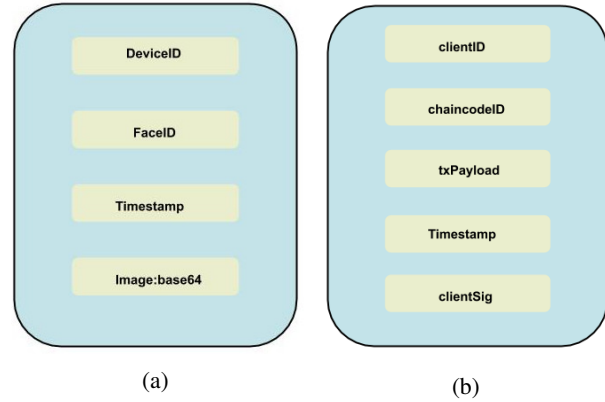 DeviceID
FaceID
Timestamp
Image:base64
(a)
clientID
chaincodeID
txPayload
Timestamp
clientSig
(b)